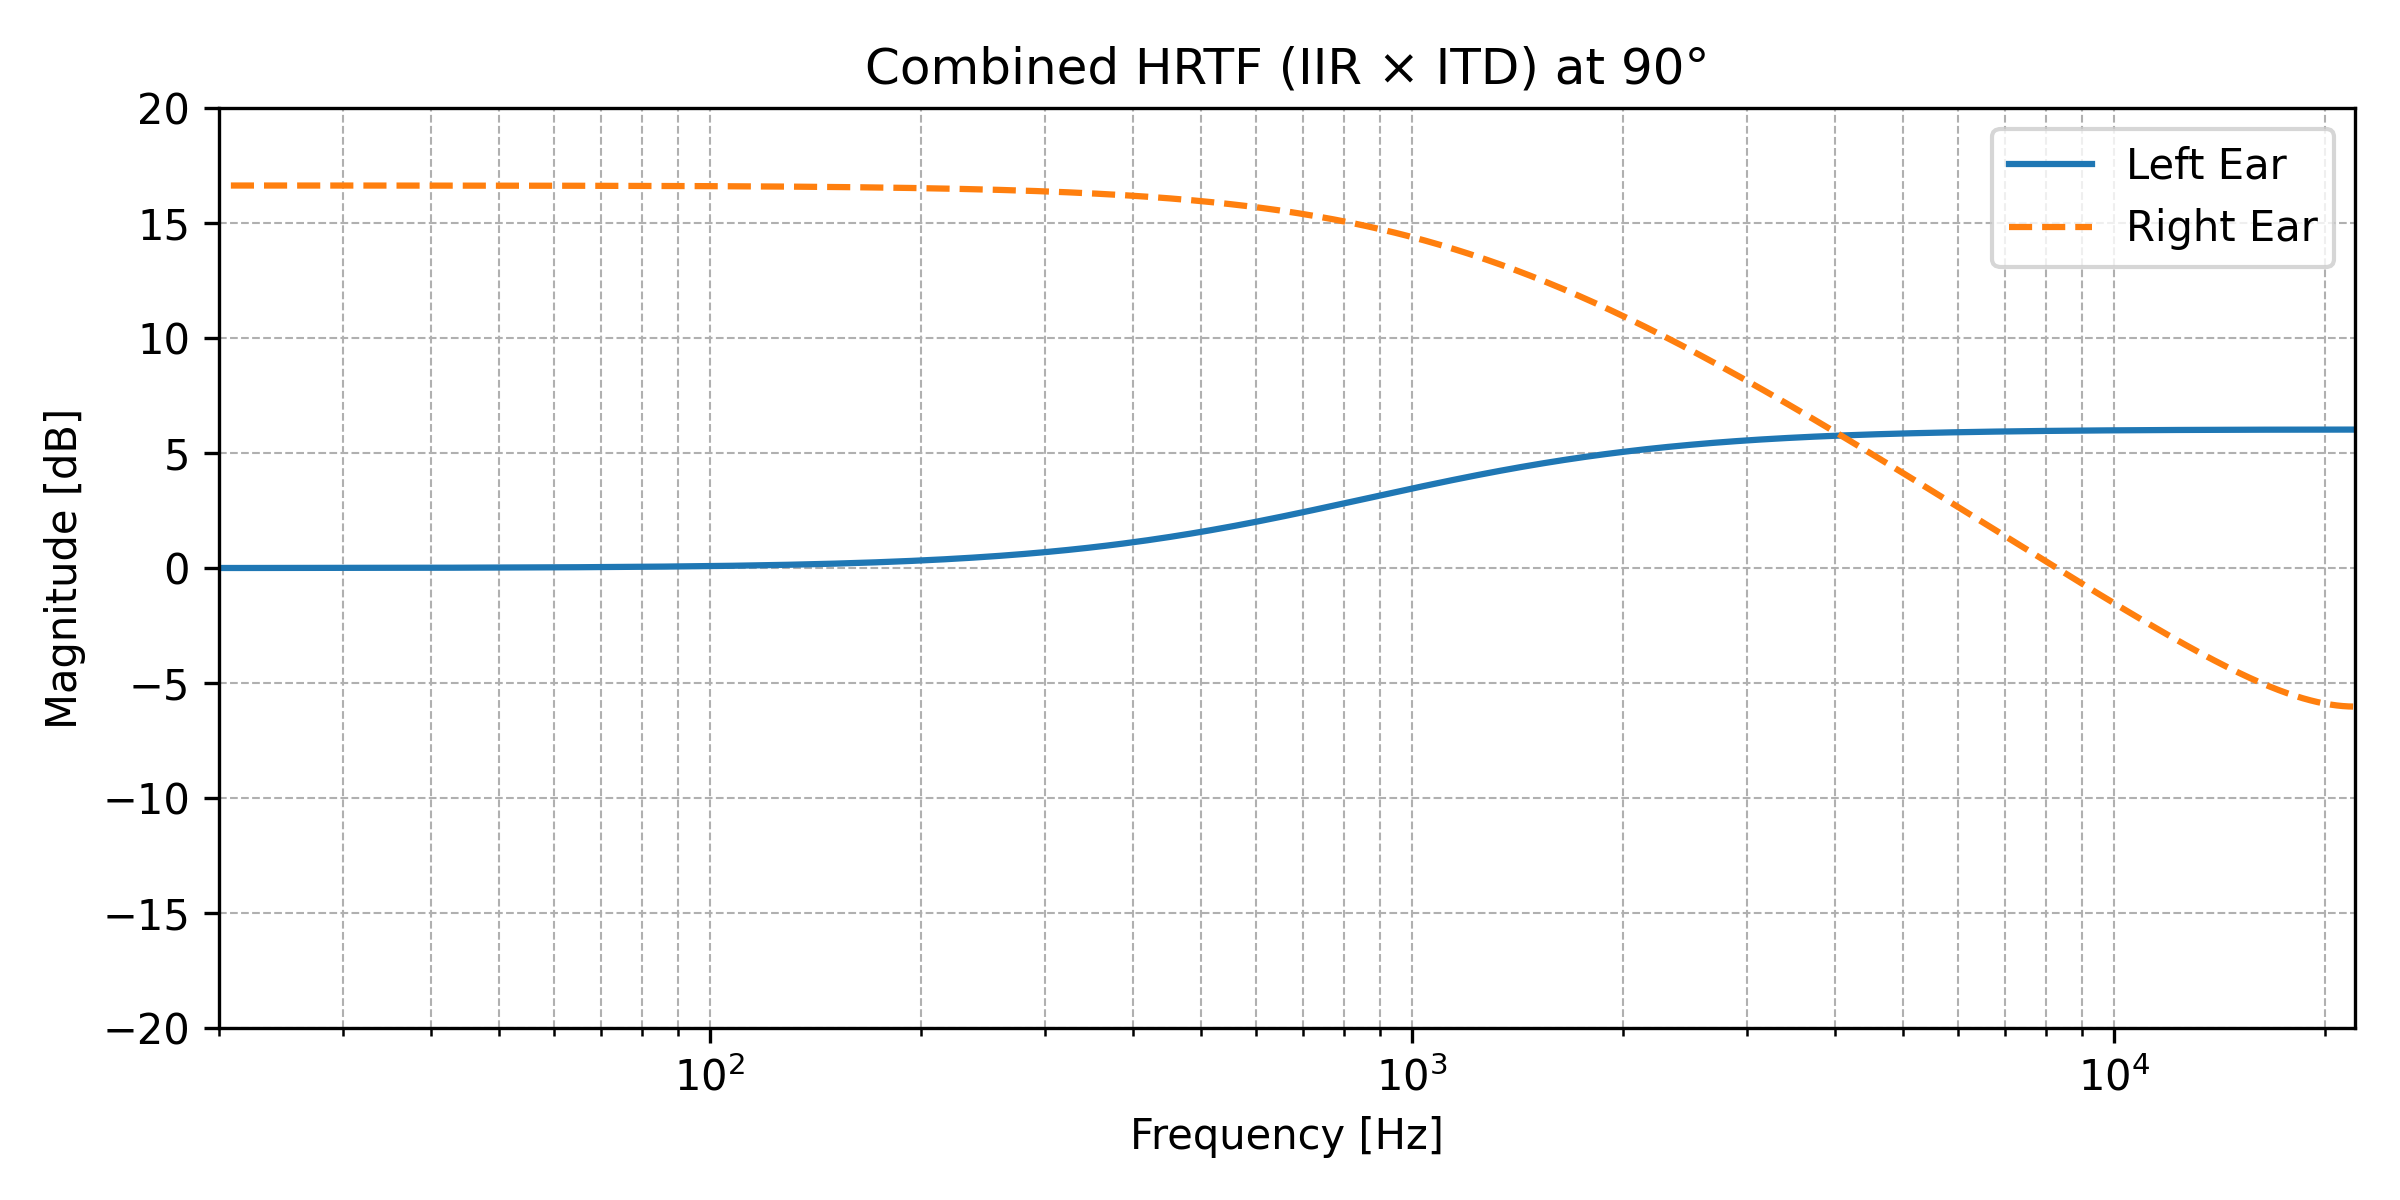 Combined HRTF (IIR × ITD) at 90°
Left Ear
Right Ear
Magnitude [dB]
20
15
10
5
0
−5
−10
−15
−20
10² 10³ 10⁴
Frequency [Hz]